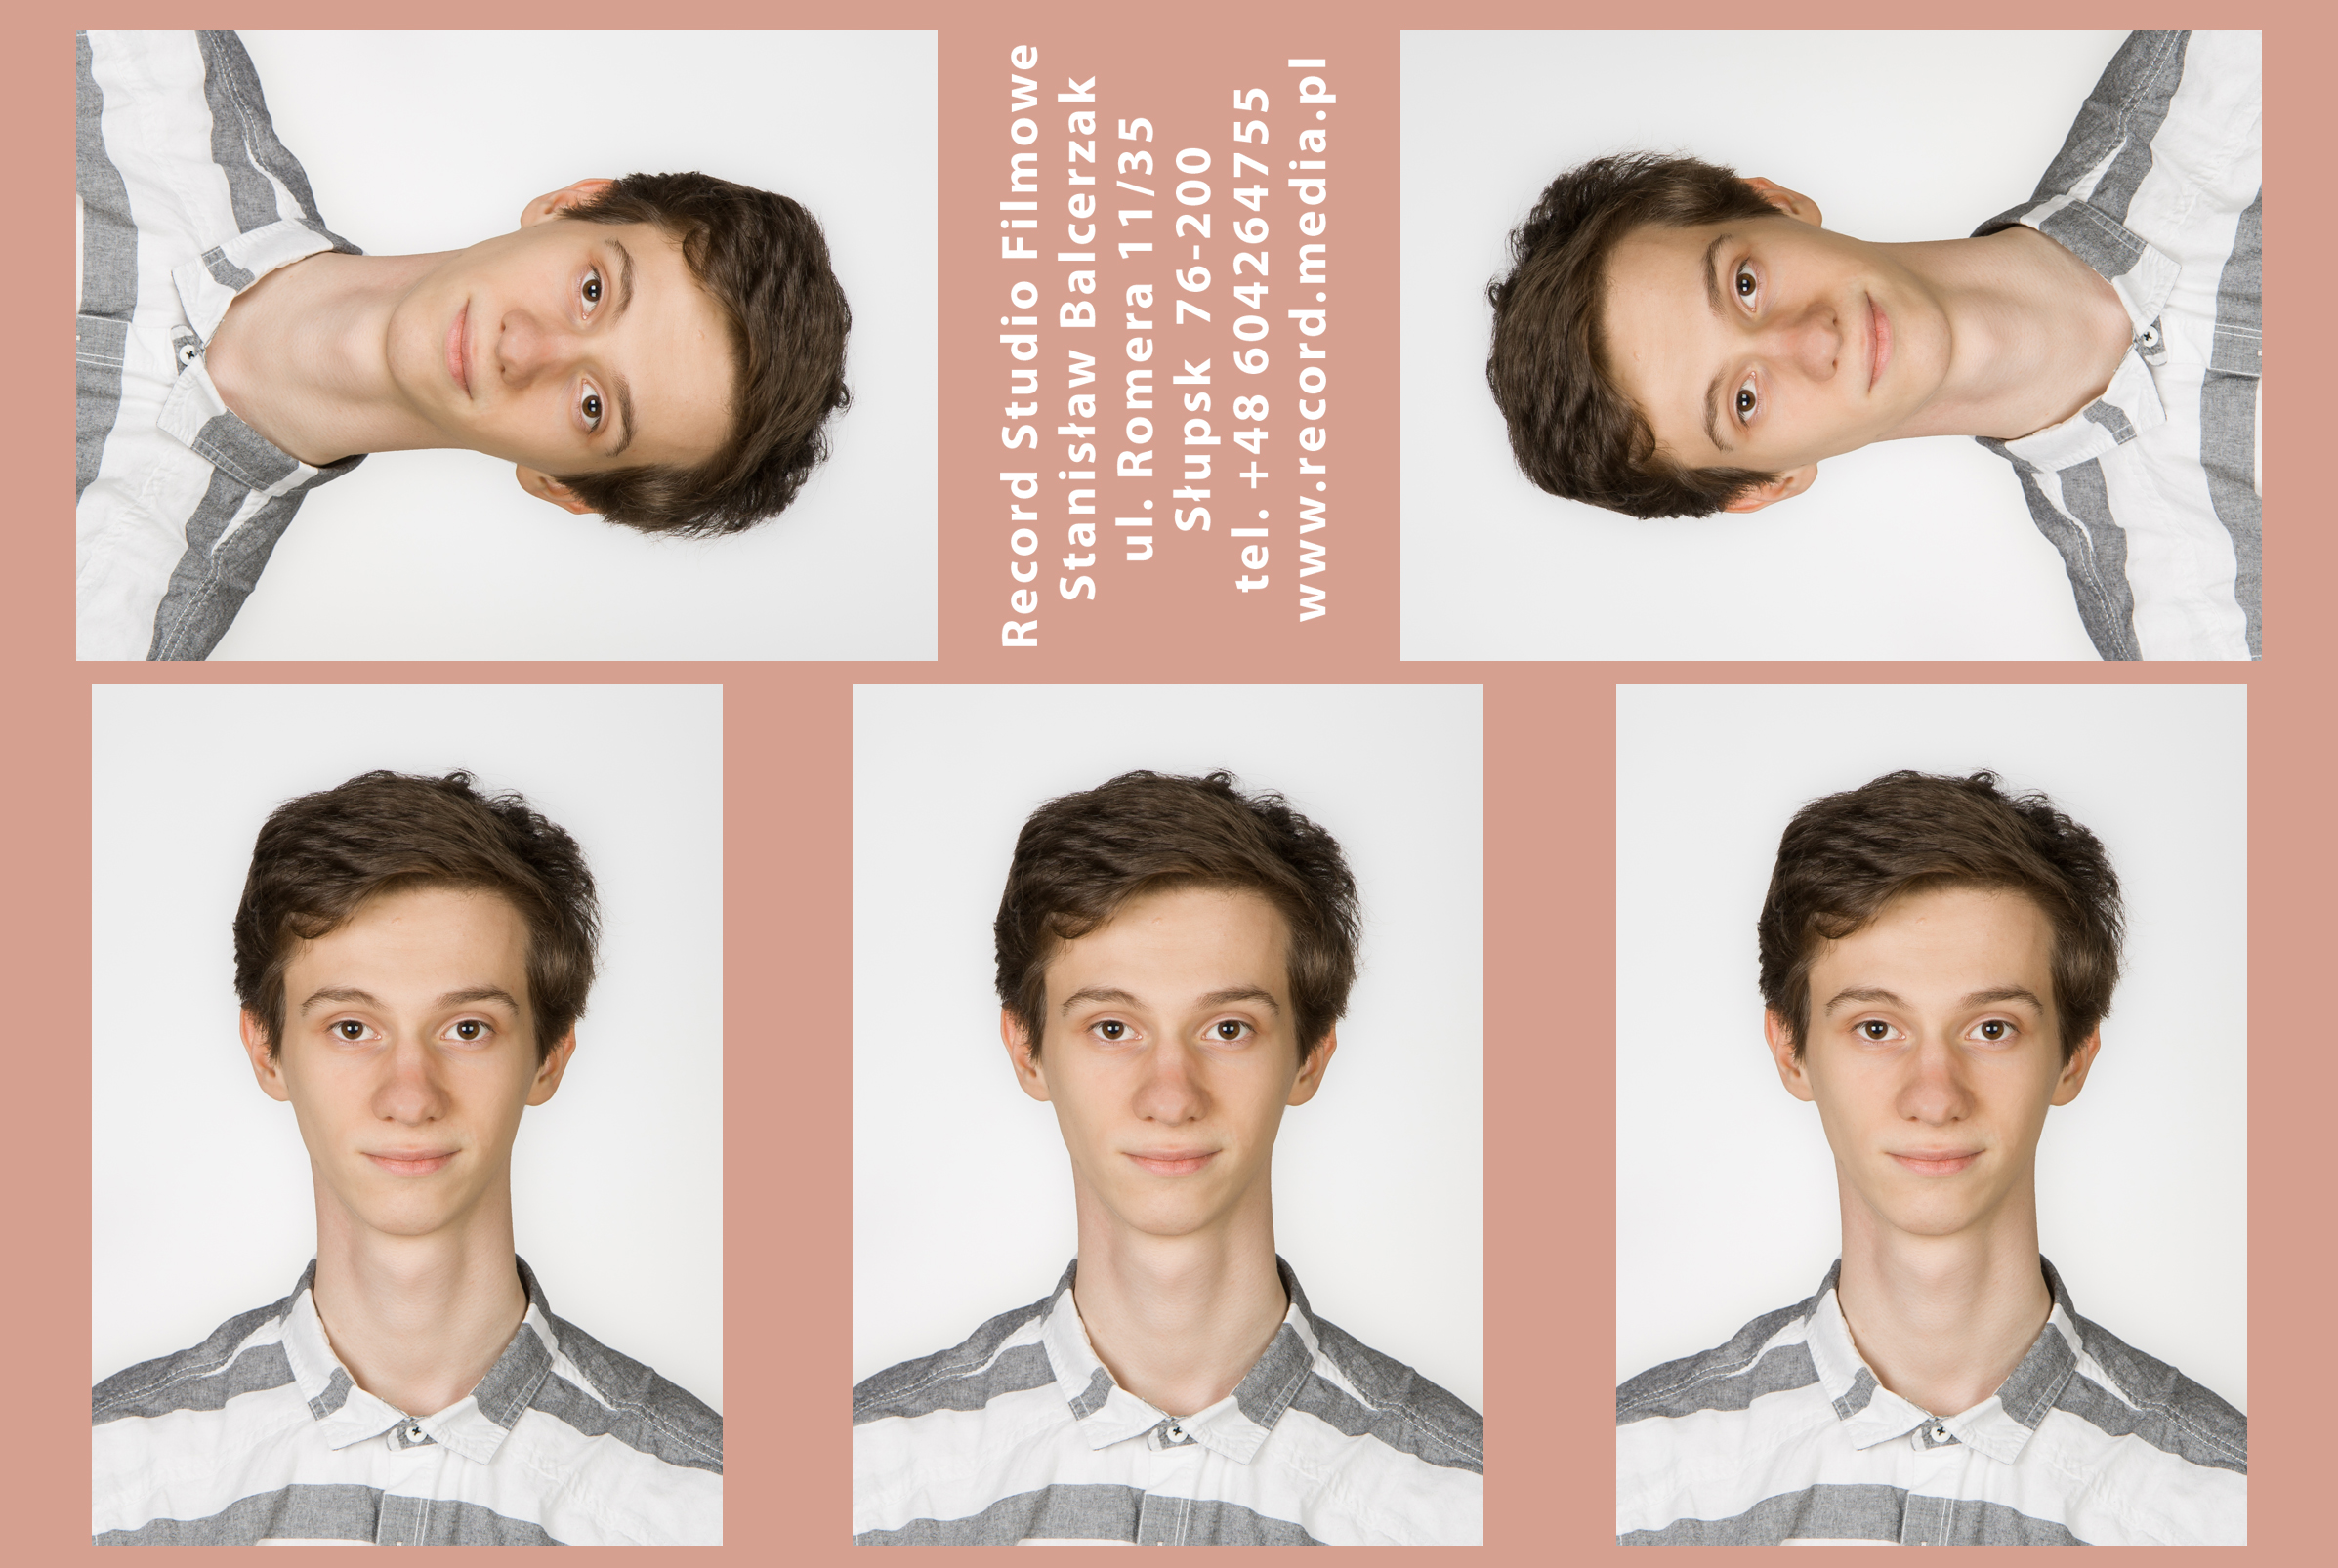 Record Studio Filmowe
Stanisław Balcerzak
ul. Romera 11/35
Słupsk 76-200
tel. +48 604264755
www.record.media.pl